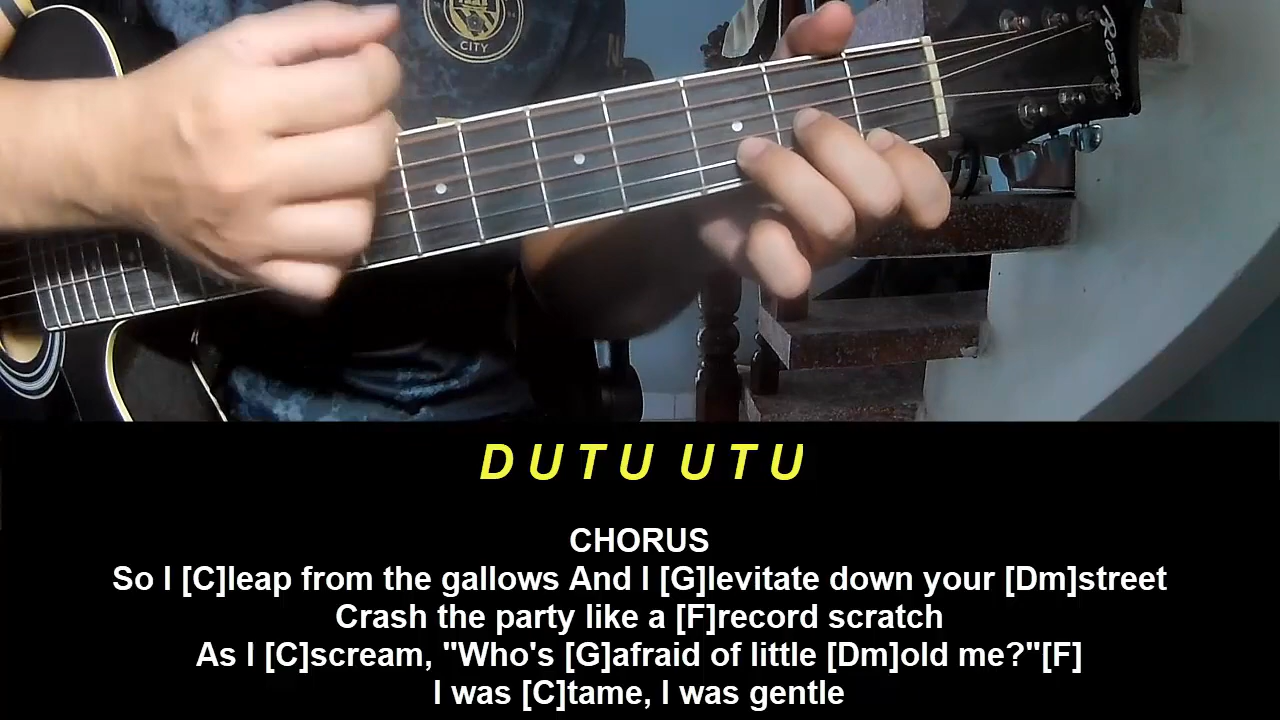 CITY
Rosser
D U T U U T U
CHORUS
So I [C]leap from the gallows And I [G]levitate down your [Dm]street
Crash the party like a [F]record scratch
As I [C]scream, "Who's [G]afraid of little [Dm]old me?"[F]
I was [C]tame, I was gentle